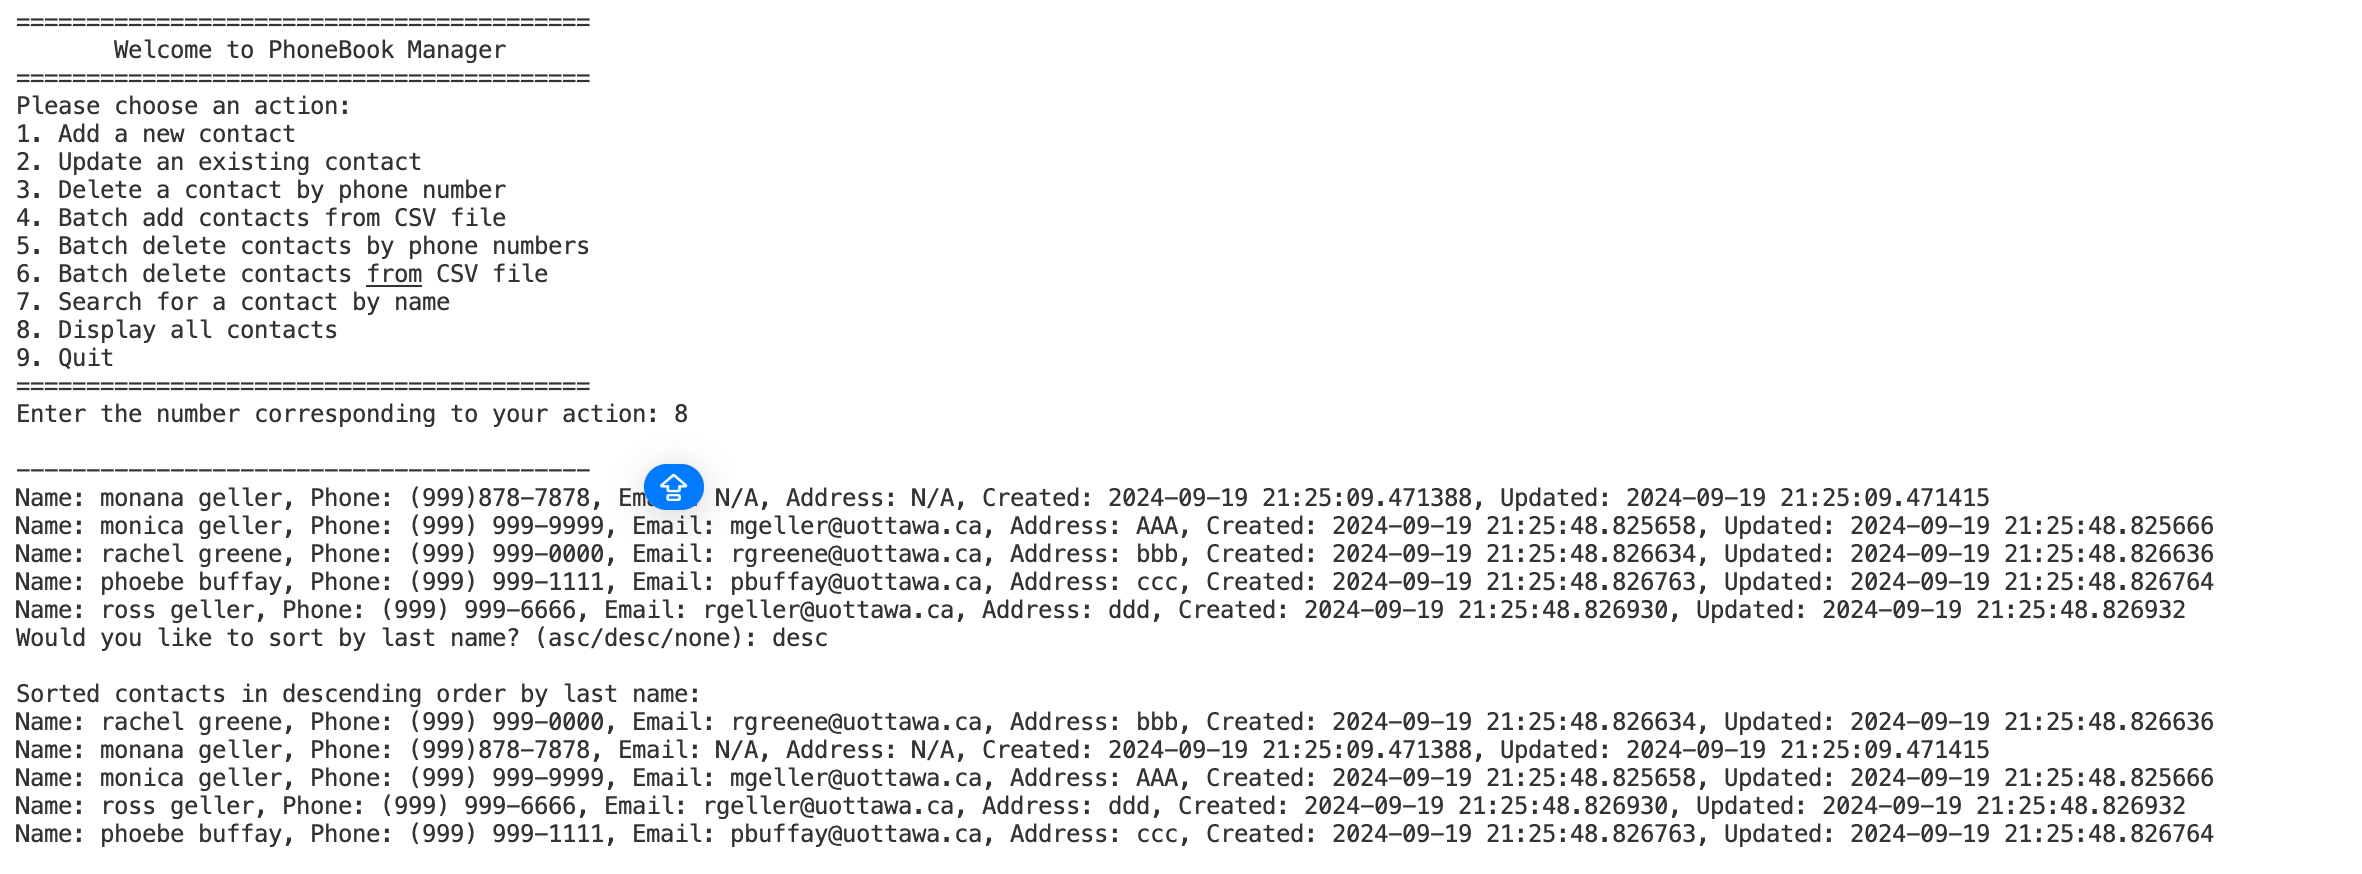 =========================================
Welcome to PhoneBook Manager
=========================================
Please choose an action:
1. Add a new contact
2. Update an existing contact
3. Delete a contact by phone number
4. Batch add contacts from CSV file
5. Batch delete contacts by phone numbers
6. Batch delete contacts from CSV file
7. Search for a contact by name
8. Display all contacts
9. Quit
=========================================
Enter the number corresponding to your action: 8
-----------------------------------------
Name: monana geller, Phone: (999)878-7878, N/A, Address: N/A, Created: 2024-09-19 21:25:09.471388, Updated: 2024-09-19 21:25:09.471415
Name: monica geller, Phone: (999) 999-9999, Email: mgeller@uottawa.ca, Address: AAA, Created: 2024-09-19 21:25:48.825658, Updated: 2024-09-19 21:25:48.825666
Name: rachel greene, Phone: (999) 999-0000, Email: rgreene@uottawa.ca, Address: bbb, Created: 2024-09-19 21:25:48.826634, Updated: 2024-09-19 21:25:48.826636
Name: phoebe buffay, Phone: (999) 999-1111, Email: pbuffay@uottawa.ca, Address: ccc, Created: 2024-09-19 21:25:48.826763, Updated: 2024-09-19 21:25:48.826764
Name: ross geller, Phone: (999) 999-6666, Email: rgeller@uottawa.ca, Address: ddd, Created: 2024-09-19 21:25:48.826930, Updated: 2024-09-19 21:25:48.826932
Would you like to sort by last name? (asc/desc/none): desc
Sorted contacts in descending order by last name:
Name: rachel greene, Phone: (999) 999-0000, Email: rgreene@uottawa.ca, Address: bbb, Created: 2024-09-19 21:25:48.826634, Updated: 2024-09-19 21:25:48.826636
Name: monana geller, Phone: (999)878-7878, Email: N/A, Address: N/A, Created: 2024-09-19 21:25:09.471388, Updated: 2024-09-19 21:25:09.471415
Name: monica geller, Phone: (999) 999-9999, Email: mgeller@uottawa.ca, Address: AAA, Created: 2024-09-19 21:25:48.825658, Updated: 2024-09-19 21:25:48.825666
Name: ross geller, Phone: (999) 999-6666, Email: rgeller@uottawa.ca, Address: ddd, Created: 2024-09-19 21:25:48.826930, Updated: 2024-09-19 21:25:48.826932
Name: phoebe buffay, Phone: (999) 999-1111, Email: pbuffay@uottawa.ca, Address: ccc, Created: 2024-09-19 21:25:48.826763, Updated: 2024-09-19 21:25:48.826764